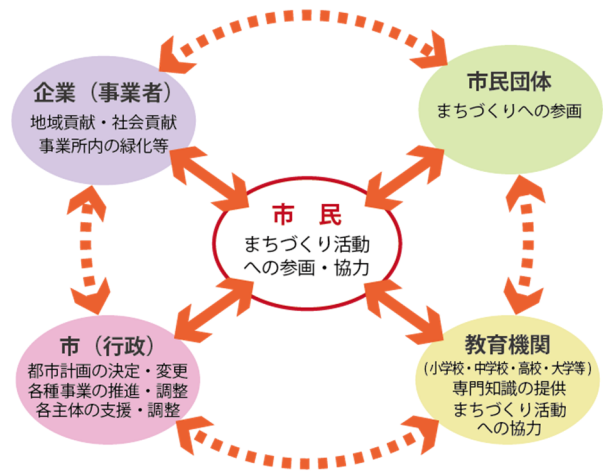 企業（事業者）
地域貢献・社会貢献
事業所内の緑化等
市民団体
まちづくりへの参画
市　民
まちづくり活動
への参画・協力
市（行政）
都市計画の決定・変更
各種事業の推進・調整
各主体の支援・調整
教育機関
(小学校・中学校・高校・大学等)
専門知識の提供
まちづくり活動
への協力